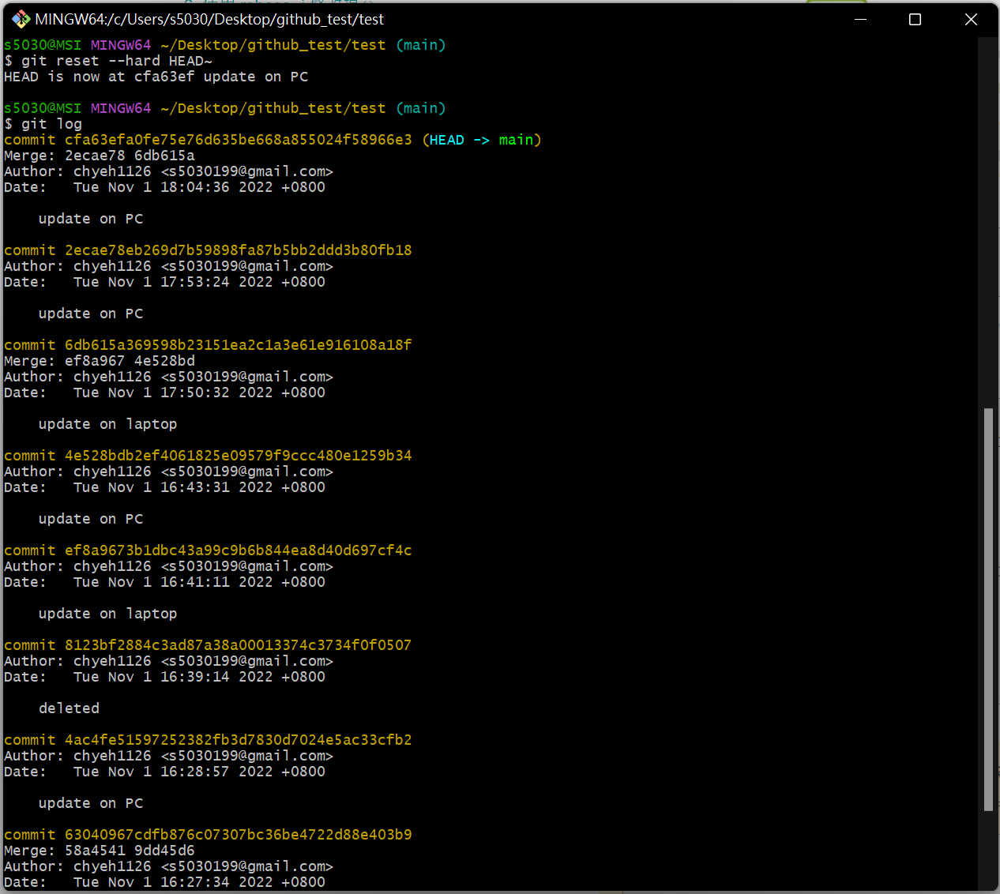 MINGW64:/c/Users/s5030/Desktop/github_test/test
s5030@MSI MINGW64 ~/Desktop/github_test/test (main)
$ git reset --hard HEAD~
HEAD is now at cfa63ef update on PC
s5030@MSI MINGW64 ~/Desktop/github_test/test (main)
$ git log
commit cfa63efa0fe75e76d635be668a855024f58966e3 (HEAD -> main)
Merge: 2ecae78 6db615a
Author: chyeh1126 <s5030199@gmail.com>
Date:   Tue Nov 1 18:04:36 2022 +0800
    update on PC
commit 2ecae78eb269d7b59898fa87b5bb2ddd3b80fb18
Author: chyeh1126 <s5030199@gmail.com>
Date:   Tue Nov 1 17:53:24 2022 +0800
    update on PC
commit 6db615a369598b23151ea2c1a3e61e916108a18f
Merge: ef8a967 4e528bd
Author: chyeh1126 <s5030199@gmail.com>
Date:   Tue Nov 1 17:50:32 2022 +0800
    update on laptop
commit 4e528bdb2ef4061825e09579f9ccc480e1259b34
Author: chyeh1126 <s5030199@gmail.com>
Date:   Tue Nov 1 16:43:31 2022 +0800
    update on PC
commit ef8a9673b1dbc43a99c9b6b844ea8d40d697cf4c
Author: chyeh1126 <s5030199@gmail.com>
Date:   Tue Nov 1 16:41:11 2022 +0800
    update on laptop
commit 8123bf2884c3ad87a38a00013374c3734f0f0507
Author: chyeh1126 <s5030199@gmail.com>
Date:   Tue Nov 1 16:39:14 2022 +0800
    deleted
commit 4ac4fe51597252382fb3d7830d7024e5ac33cfb2
Author: chyeh1126 <s5030199@gmail.com>
Date:   Tue Nov 1 16:28:57 2022 +0800
    update on PC
commit 63040967cdfb876c07307bc36be4722d88e403b9
Merge: 58a4541 9dd45d6
Author: chyeh1126 <s5030199@gmail.com>
Date:   Tue Nov 1 16:27:34 2022 +0800